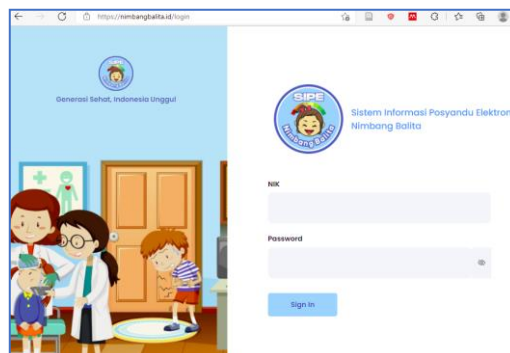 https://nimbangbalita.id/login
Generasi Sehat, Indonesia Unggul
SIPE
Nimbang Balita
Sistem Informasi Posyandu Elektron
Nimbang Balita
NIK
Password
Sign In